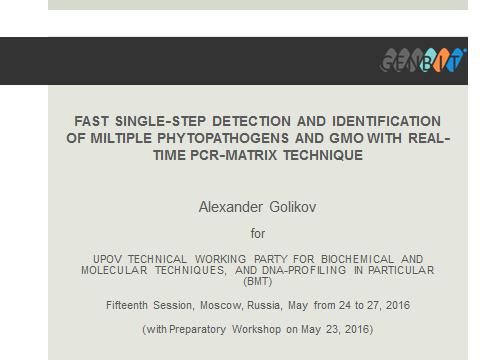 GENBIT
FAST SINGLE-STEP DETECTION AND IDENTIFICATION
OF MILTIPLE PHYTOPATHOGENS AND GMO WITH REAL-
TIME PCR-MATRIX TECHNIQUE
Alexander Golikov
for
UPOV TECHNICAL WORKING PARTY FOR BIOCHEMICAL AND
MOLECULAR TECHNIQUES, AND DNA-PROFILING IN PARTICULAR
(BMT)
Fifteenth Session, Moscow, Russia, May from 24 to 27, 2016
(with Preparatory Workshop on May 23, 2016)